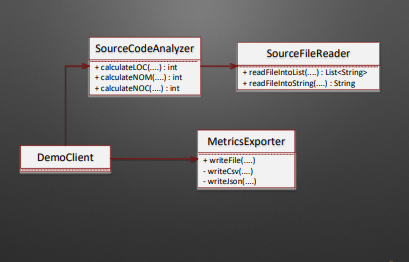 SourceCodeAnalyzer
+ calculateLOC(....) : int
+ calculateNOM(....) : int
+ calculateNOC(....) : int
SourceFileReader
+ readFileIntoList(....) : List<String>
+ readFileIntoString(....) : String
DemoClient
MetricsExporter
+ writeFile(....)
- writeCsv(....)
- writeJson(....)